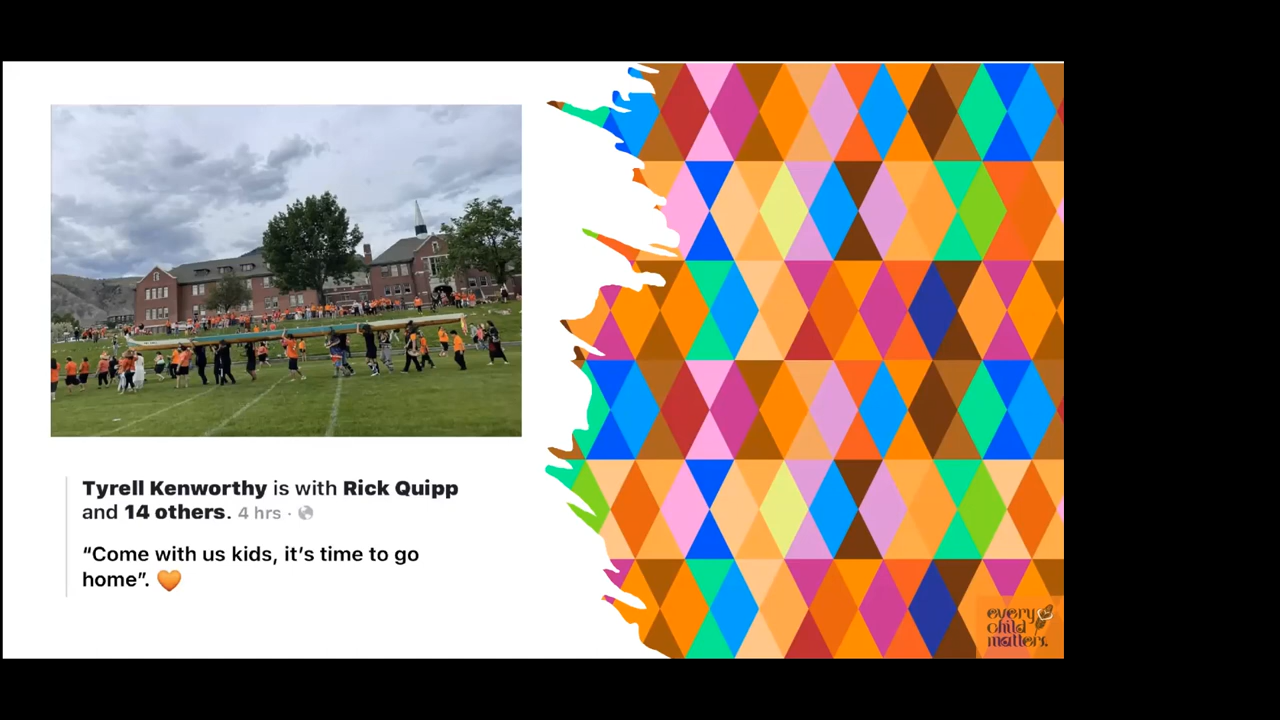 Tyrell Kenworthy is with Rick Quipp
and 14 others. 4 hrs ·
“Come with us kids, it’s time to go
home”. 🧡
every
child
matters.